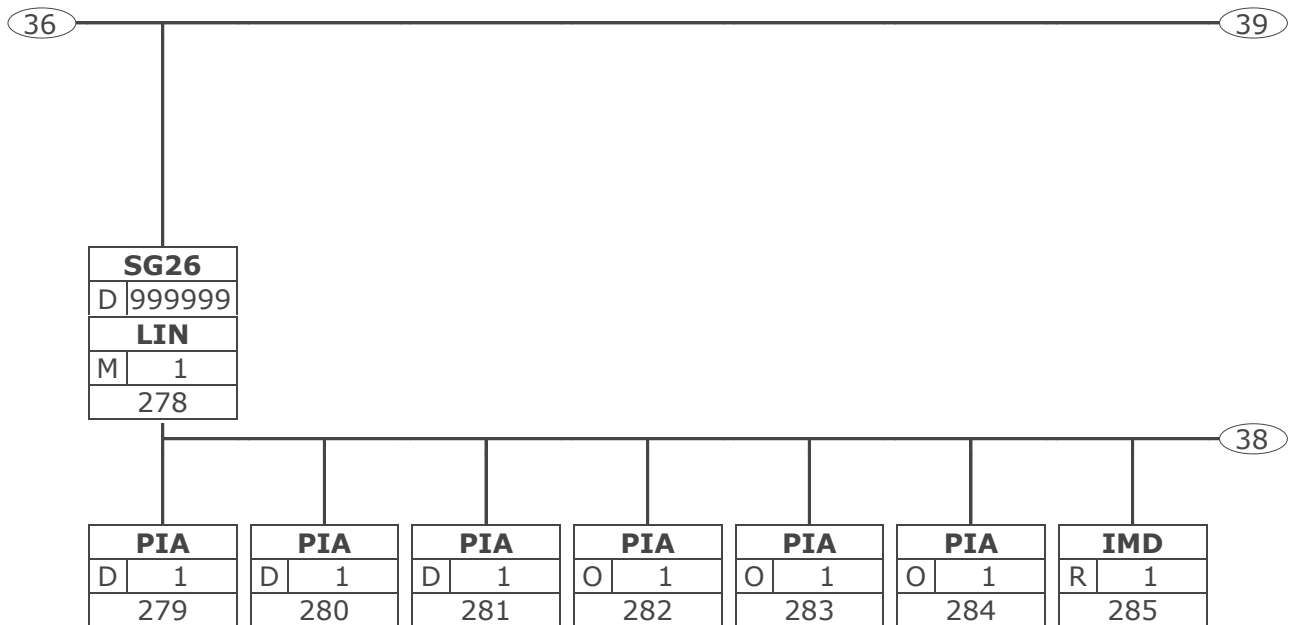 36 39
SG26
D 999999
LIN
M 1
278
38
PIA PIA PIA PIA PIA PIA IMD
D 1 D 1 D 1 O 1 O 1 O 1 R 1
279 280 281 282 283 284 285